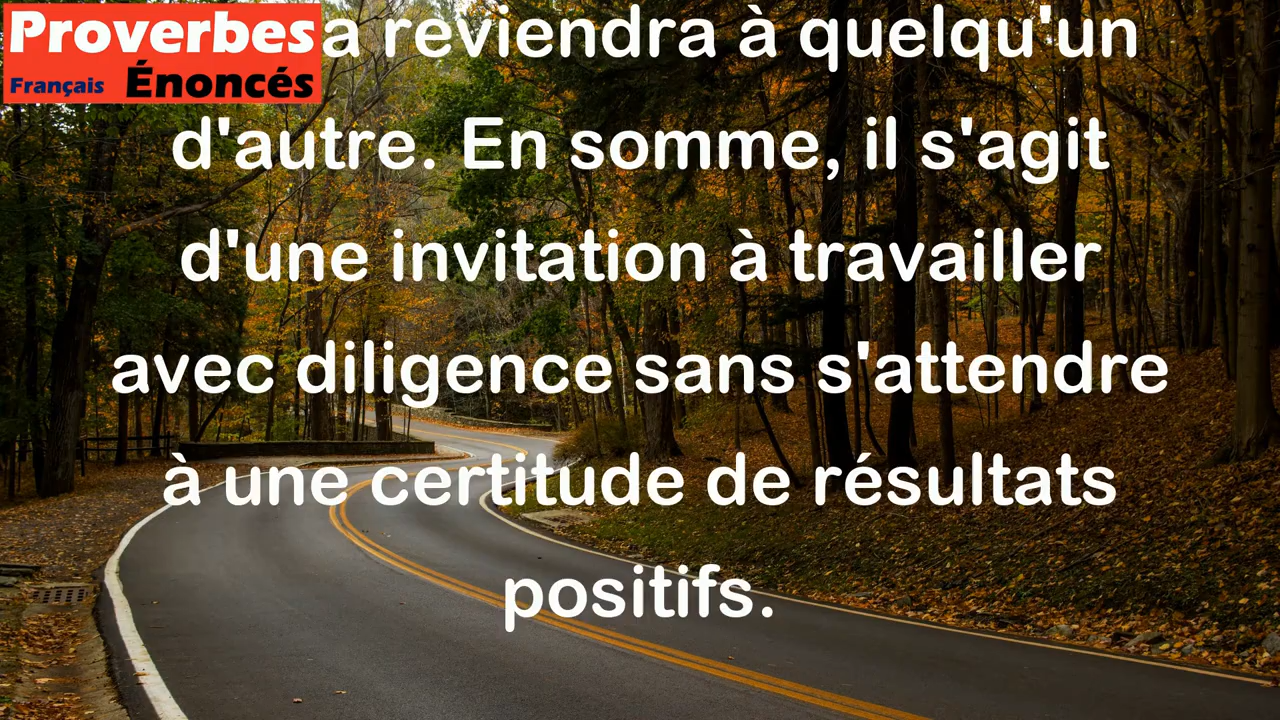 Proverbes
Français Énoncés
a reviendra à quelqu'un
d'autre. En somme, il s'agit
d'une invitation à travailler
avec diligence sans s'attendre
à une certitude de résultats
positifs.